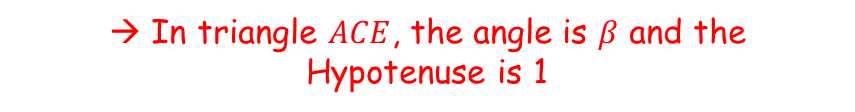 → In triangle ACE, the angle is β and the
Hypotenuse is 1